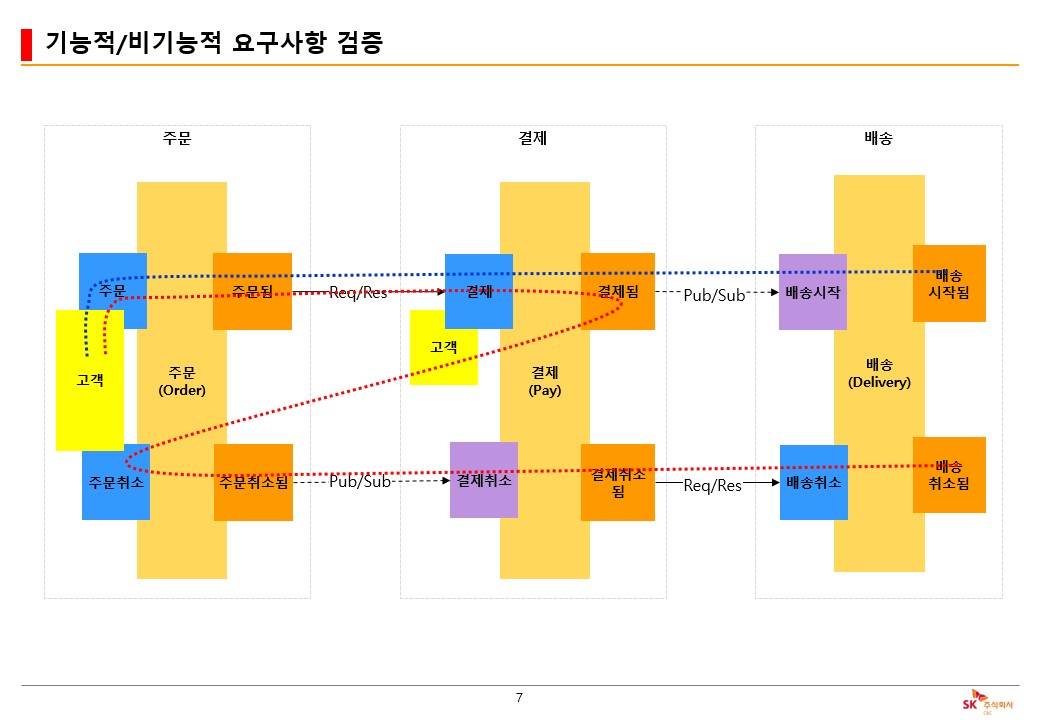 기능적/비기능적 요구사항 검증
주문
결제
배송
주문
주문됨
Req/Res
결제
결제됨
Pub/Sub
배송시작
배송
시작됨
고객
주문
(Order)
고객
결제
(Pay)
배송
(Delivery)
주문취소
주문취소됨
Pub/Sub
결제취소
결제취소
됨
Req/Res
배송취소
배송
취소됨
7
SK 주식회사
C&C